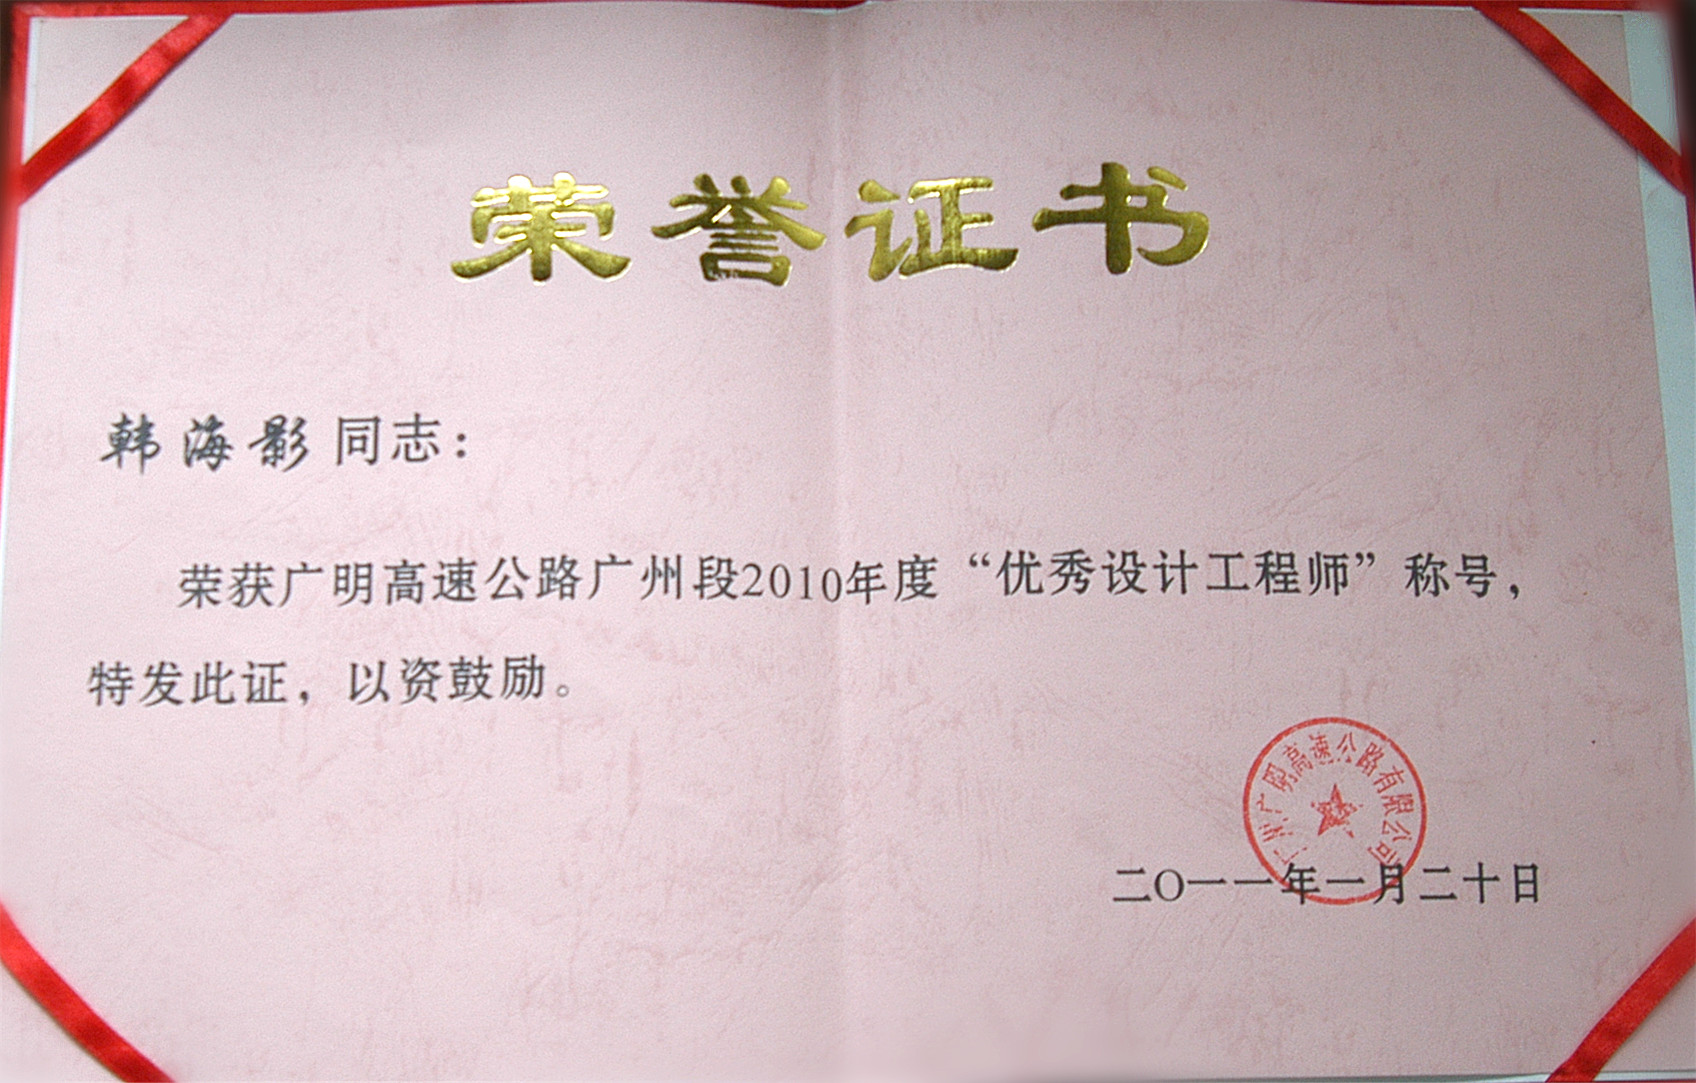 荣誉证书
韩海影同志：
荣获广明高速公路广州段2010年度“优秀设计工程师”称号，
特发此证，以资鼓励。
广州广明高速公路有限公司
二〇一一年一月二十日